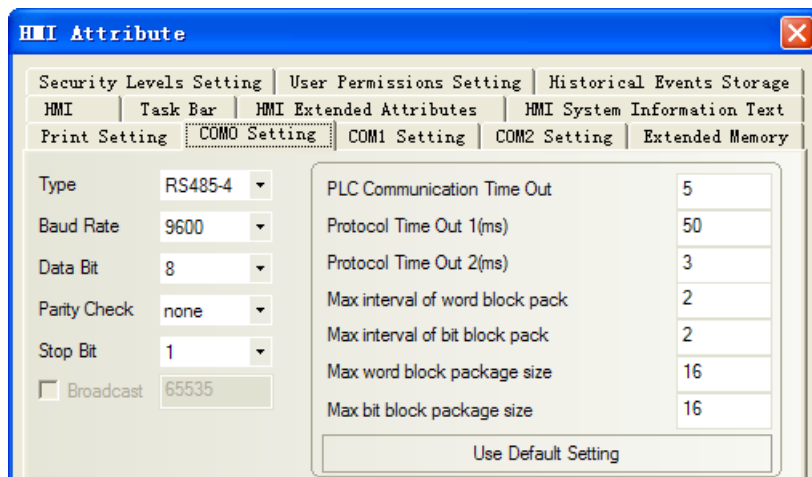 HMI Attribute
Security Levels Setting User Permissions Setting Historical Events Storage
HMI Task Bar HMI Extended Attributes HMI System Information Text
Print Setting COM0 Setting COM1 Setting COM2 Setting Extended Memory
Type RS485-4 PLC Communication Time Out 5
Baud Rate 9600 Protocol Time Out 1(ms) 50
Data Bit 8 Protocol Time Out 2(ms) 3
Parity Check none Max interval of word block pack 2
Stop Bit 1 Max interval of bit block pack 2
Broadcast 65535 Max word block package size 16
Max bit block package size 16
Use Default Setting